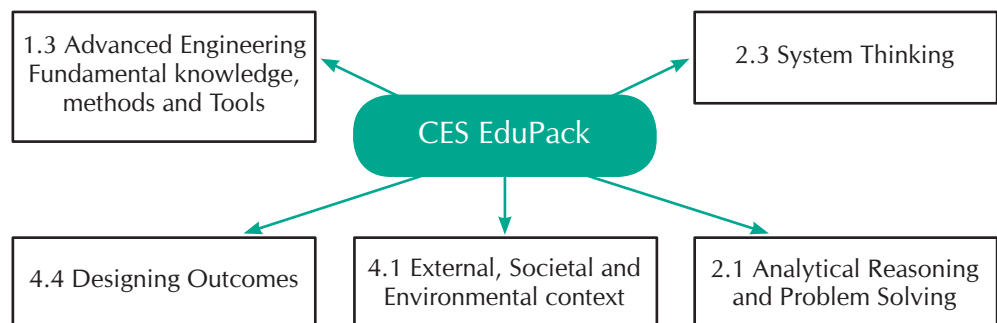 1.3 Advanced Engineering
Fundamental knowledge,
methods and Tools
2.3 System Thinking
CES EduPack
4.4 Designing Outcomes
4.1 External, Societal and
Environmental context
2.1 Analytical Reasoning
and Problem Solving